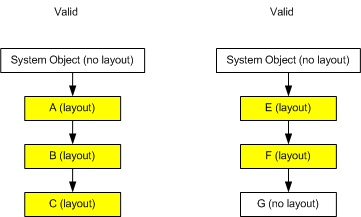 Valid
System Object (no layout)
A (layout)
B (layout)
C (layout)
Valid
System Object (no layout)
E (layout)
F (layout)
G (no layout)